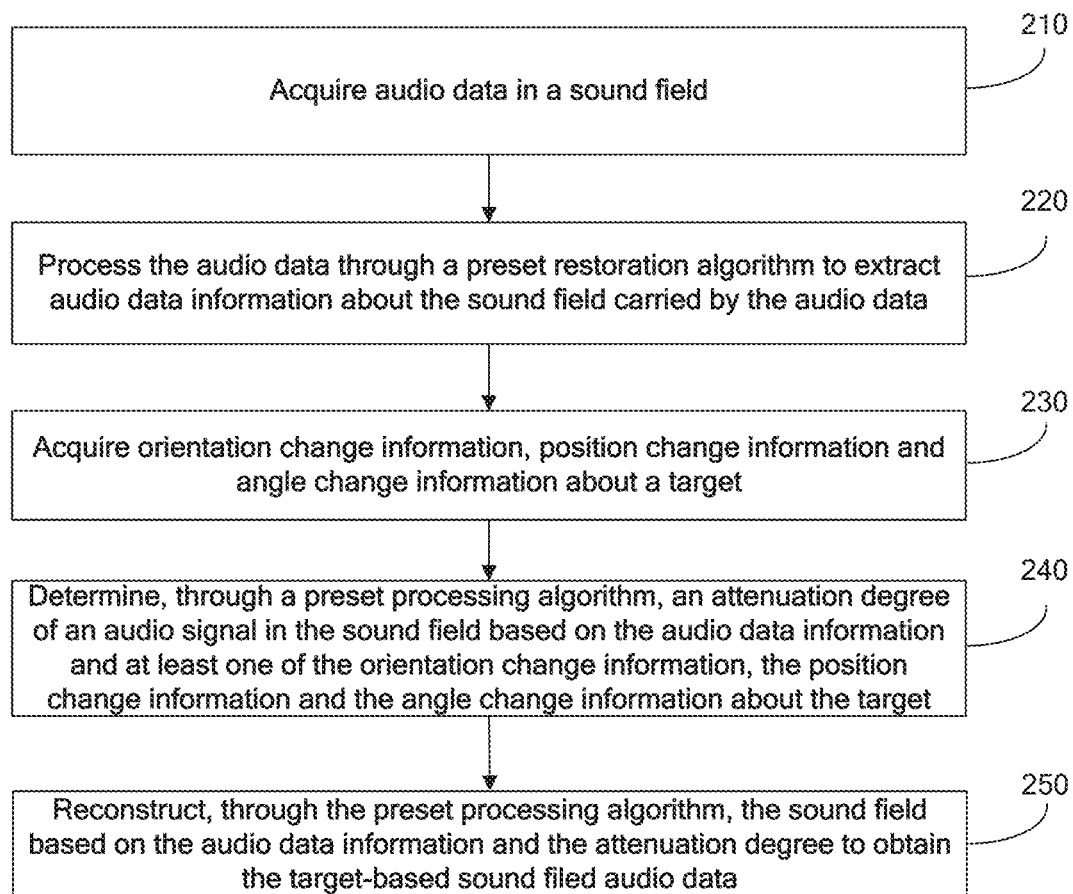 210
Acquire audio data in a sound field
220
Process the audio data through a preset restoration algorithm to extract
audio data information about the sound field carried by the audio data
230
Acquire orientation change information, position change information and
angle change information about a target
240
Determine, through a preset processing algorithm, an attenuation degree
of an audio signal in the sound field based on the audio data information
and at least one of the orientation change information, the position
change information and the angle change information about the target
250
Reconstruct, through the preset processing algorithm, the sound field
based on the audio data information and the attenuation degree to obtain
the target-based sound filed audio data